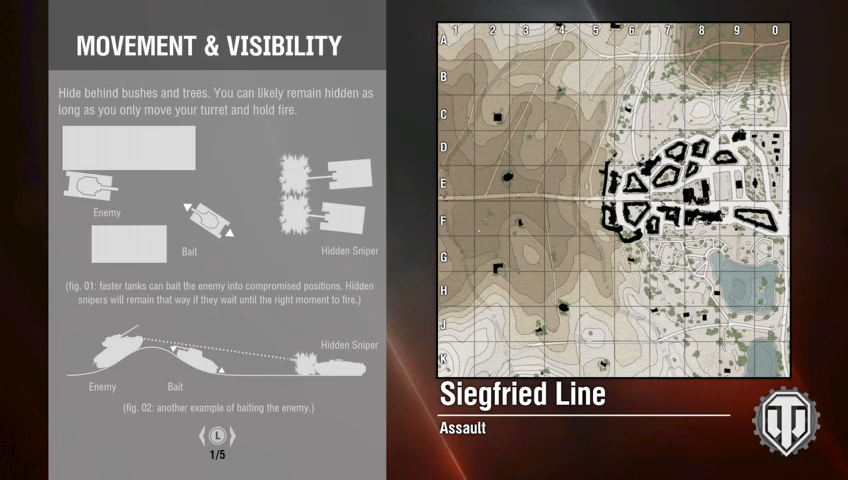 MOVEMENT & VISIBILITY
Hide behind bushes and trees. You can likely remain hidden as
long as you only move your turret and hold fire.
Enemy
Bait
Hidden Sniper
(fig. 01: faster tanks can bait the enemy into compromised positions. Hidden
snipers will remain that way if they wait until the right moment to fire.)
Hidden Sniper
Enemy
Bait
(fig. 02: another example of baiting the enemy.)
L
1/5
1 2 3 4 5 6 7 8 9 0
A
B
C
D
E
F
G
H
J
K
Siegfried Line
Assault